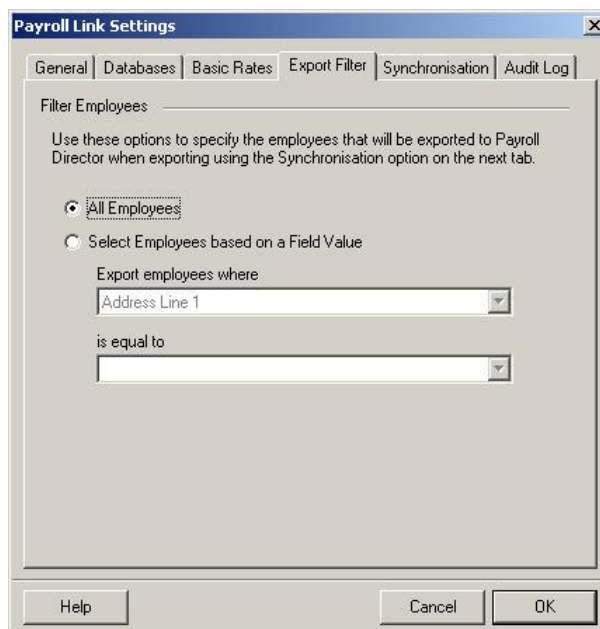 Payroll Link Settings
General Databases Basic Rates Export Filter Synchronisation Audit Log
Filter Employees
Use these options to specify the employees that will be exported to Payroll
Director when exporting using the Synchronisation option on the next tab.
All Employees
Select Employees based on a Field Value
Export employees where
Address Line 1
is equal to
Help Cancel OK